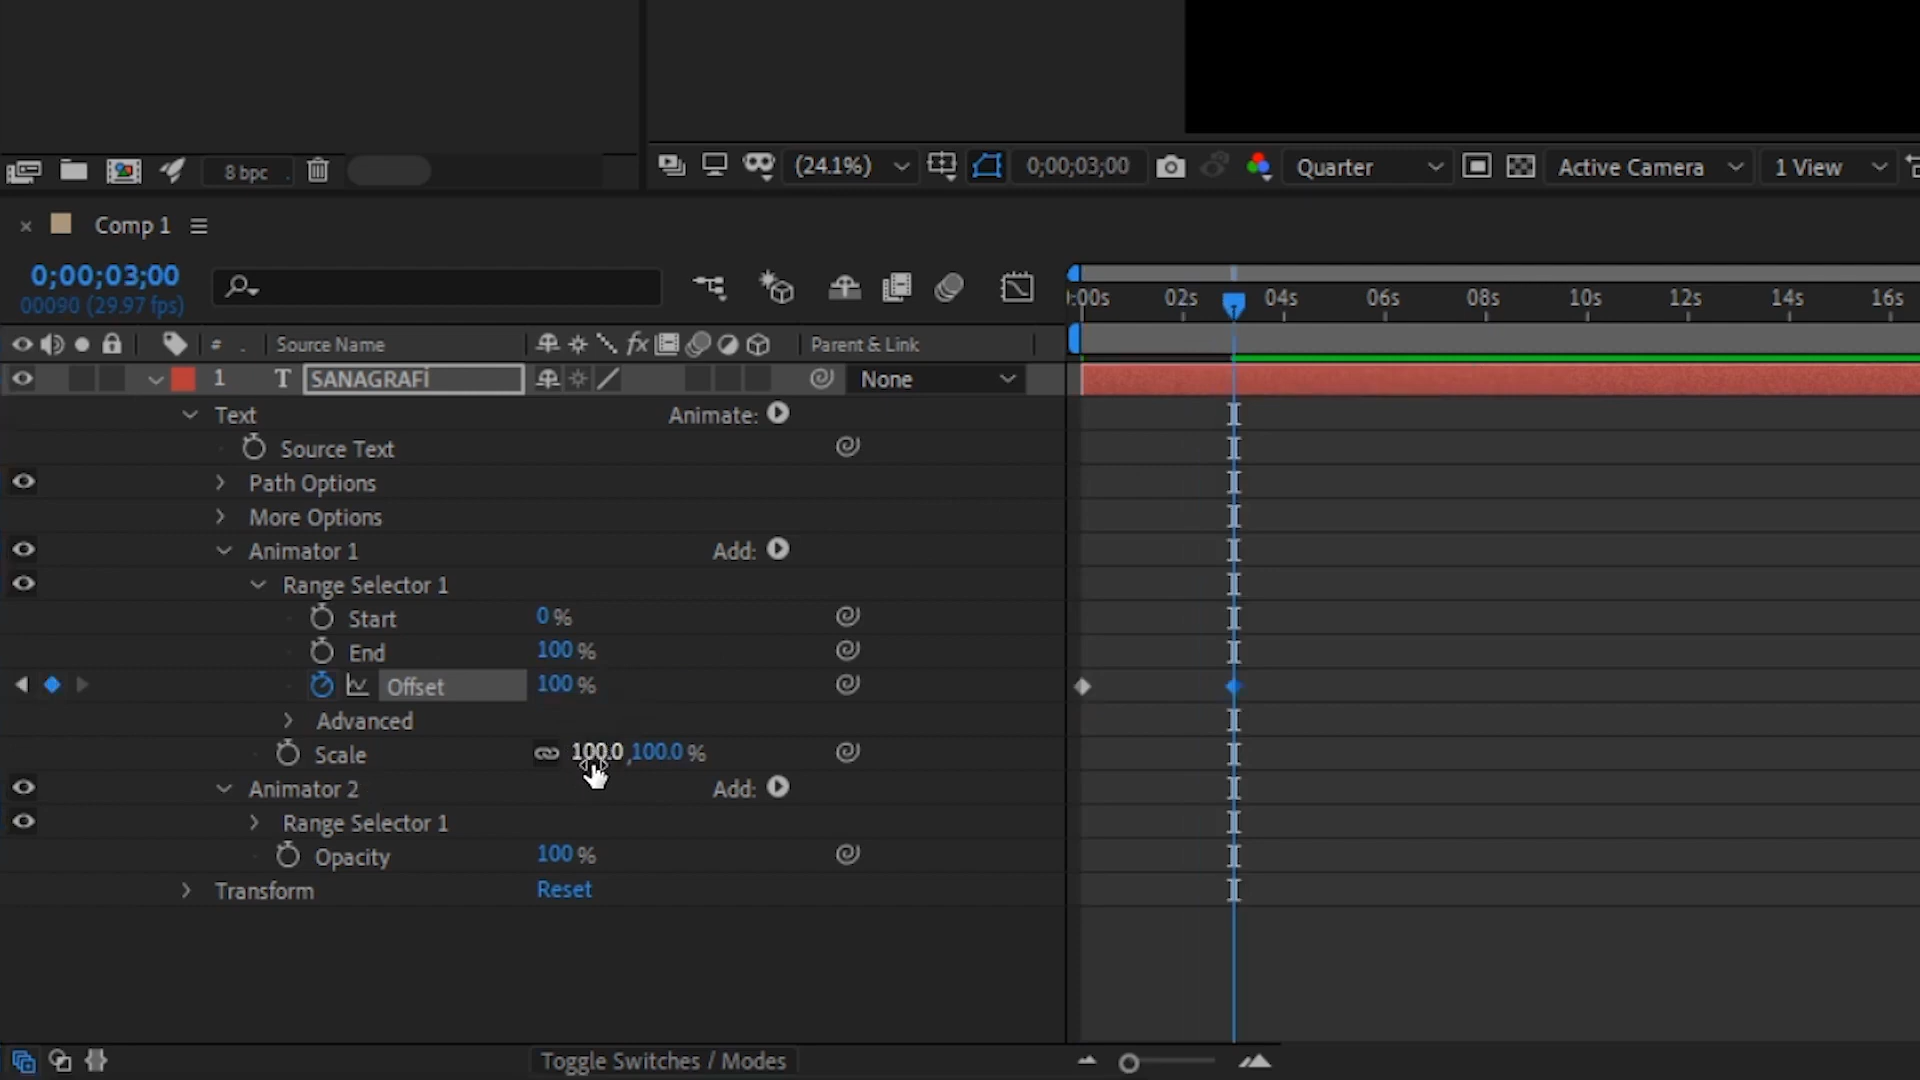 8 bpc
(24.1%)
0;00;03;00
Quarter
Active Camera
1 View
Comp 1
0;00;03;00
00090 (29.97 fps)
:00s 02s 04s 06s 08s 10s 12s 14s 16s
# . Source Name fx Parent & Link
1 T SANAGRAFİ None
Text Animate:
Source Text
Path Options
More Options
Animator 1 Add:
Range Selector 1
Start 0 %
End 100 %
Offset 100 %
Advanced
Scale 100.0 ,100.0 %
Animator 2 Add:
Range Selector 1
Opacity 100 %
Transform Reset
Toggle Switches / Modes